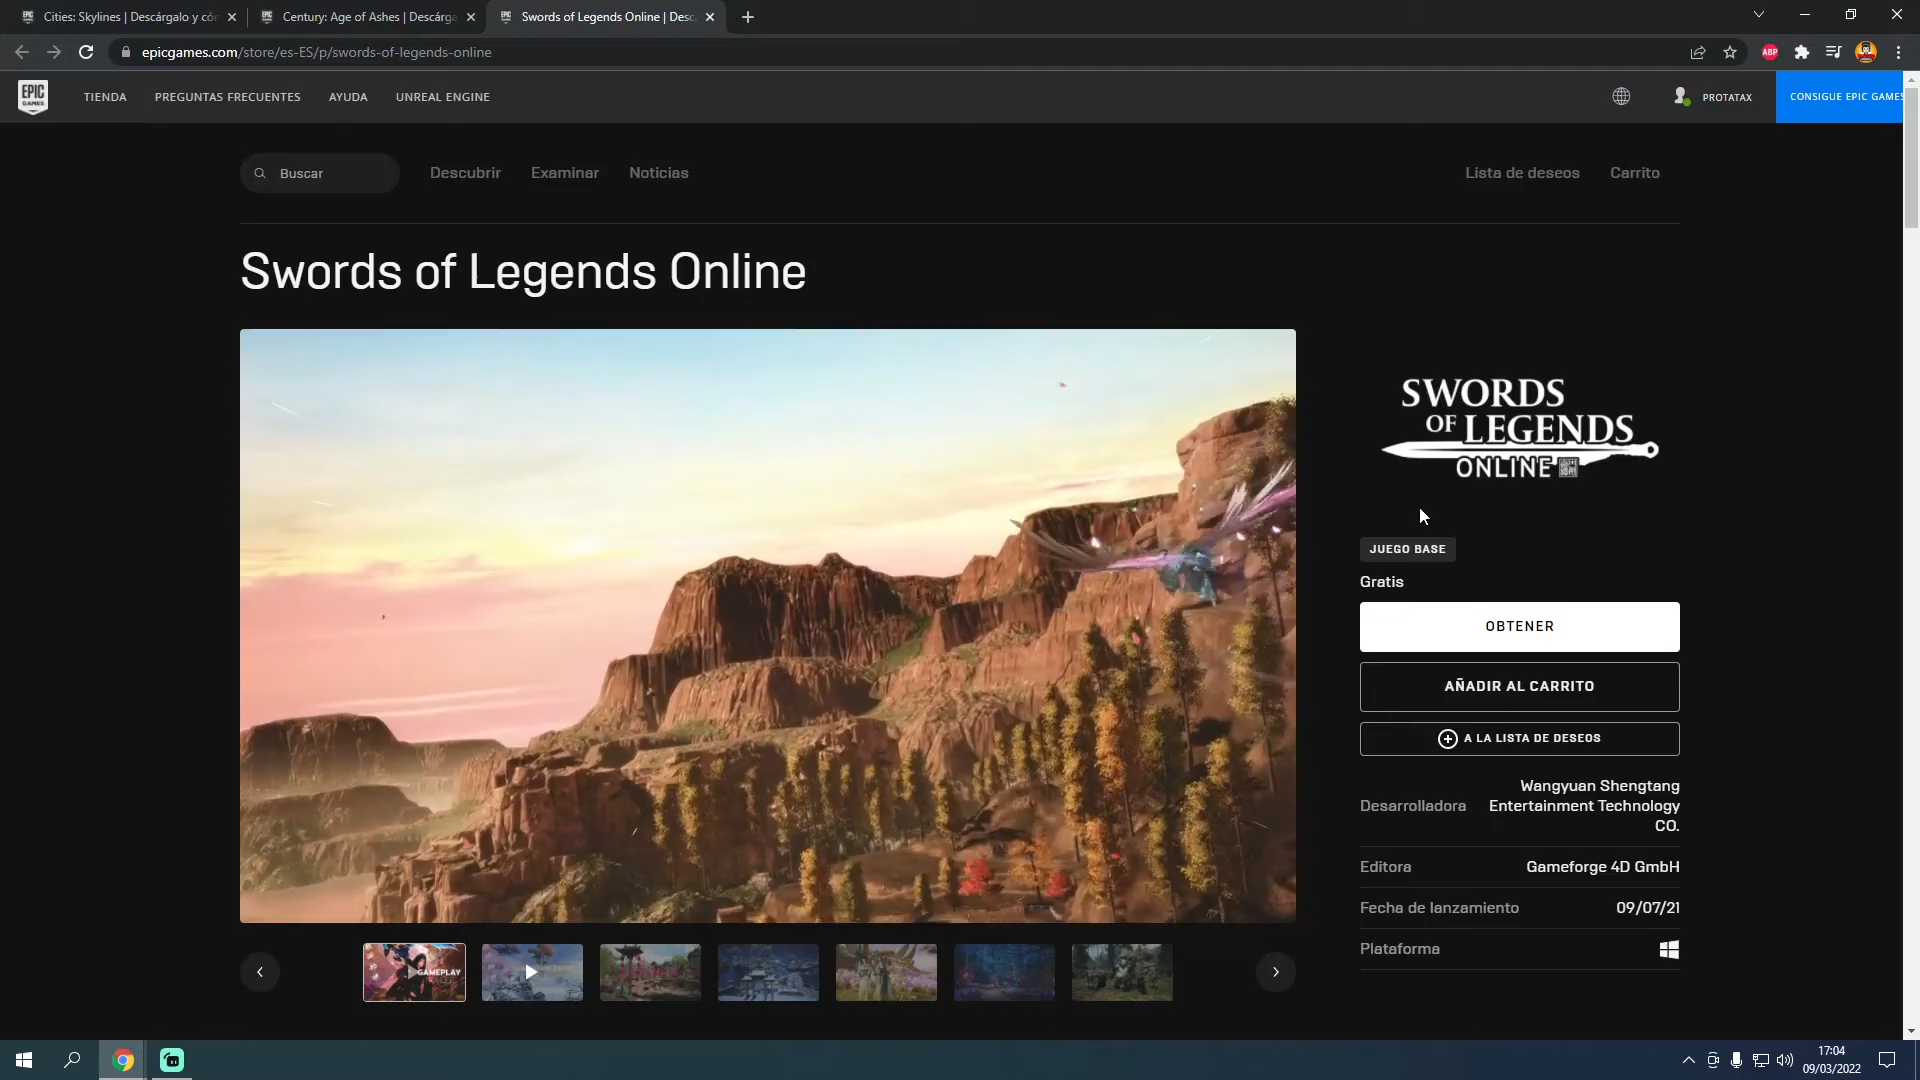 Cities: Skylines | Descárgalo y cón
Century: Age of Ashes | Descárga
Swords of Legends Online | Desc
epicgames.com/store/es-ES/p/swords-of-legends-online
ABP
EPIC GAMES
TIENDA
PREGUNTAS FRECUENTES
AYUDA
UNREAL ENGINE
PROTATAX
CONSIGUE EPIC GAMES
Buscar
Descubrir
Examinar
Noticias
Lista de deseos
Carrito
Swords of Legends Online
SWORDS
OF LEGENDS
ONLINE
JUEGO BASE
Gratis
OBTENER
AÑADIR AL CARRITO
A LA LISTA DE DESEOS
Desarrolladora
Wangyuan Shengtang
Entertainment Technology
CO.
Editora
Gameforge 4D GmbH
Fecha de lanzamiento
09/07/21
Plataforma
GAMEPLAY
17:04
09/03/2022